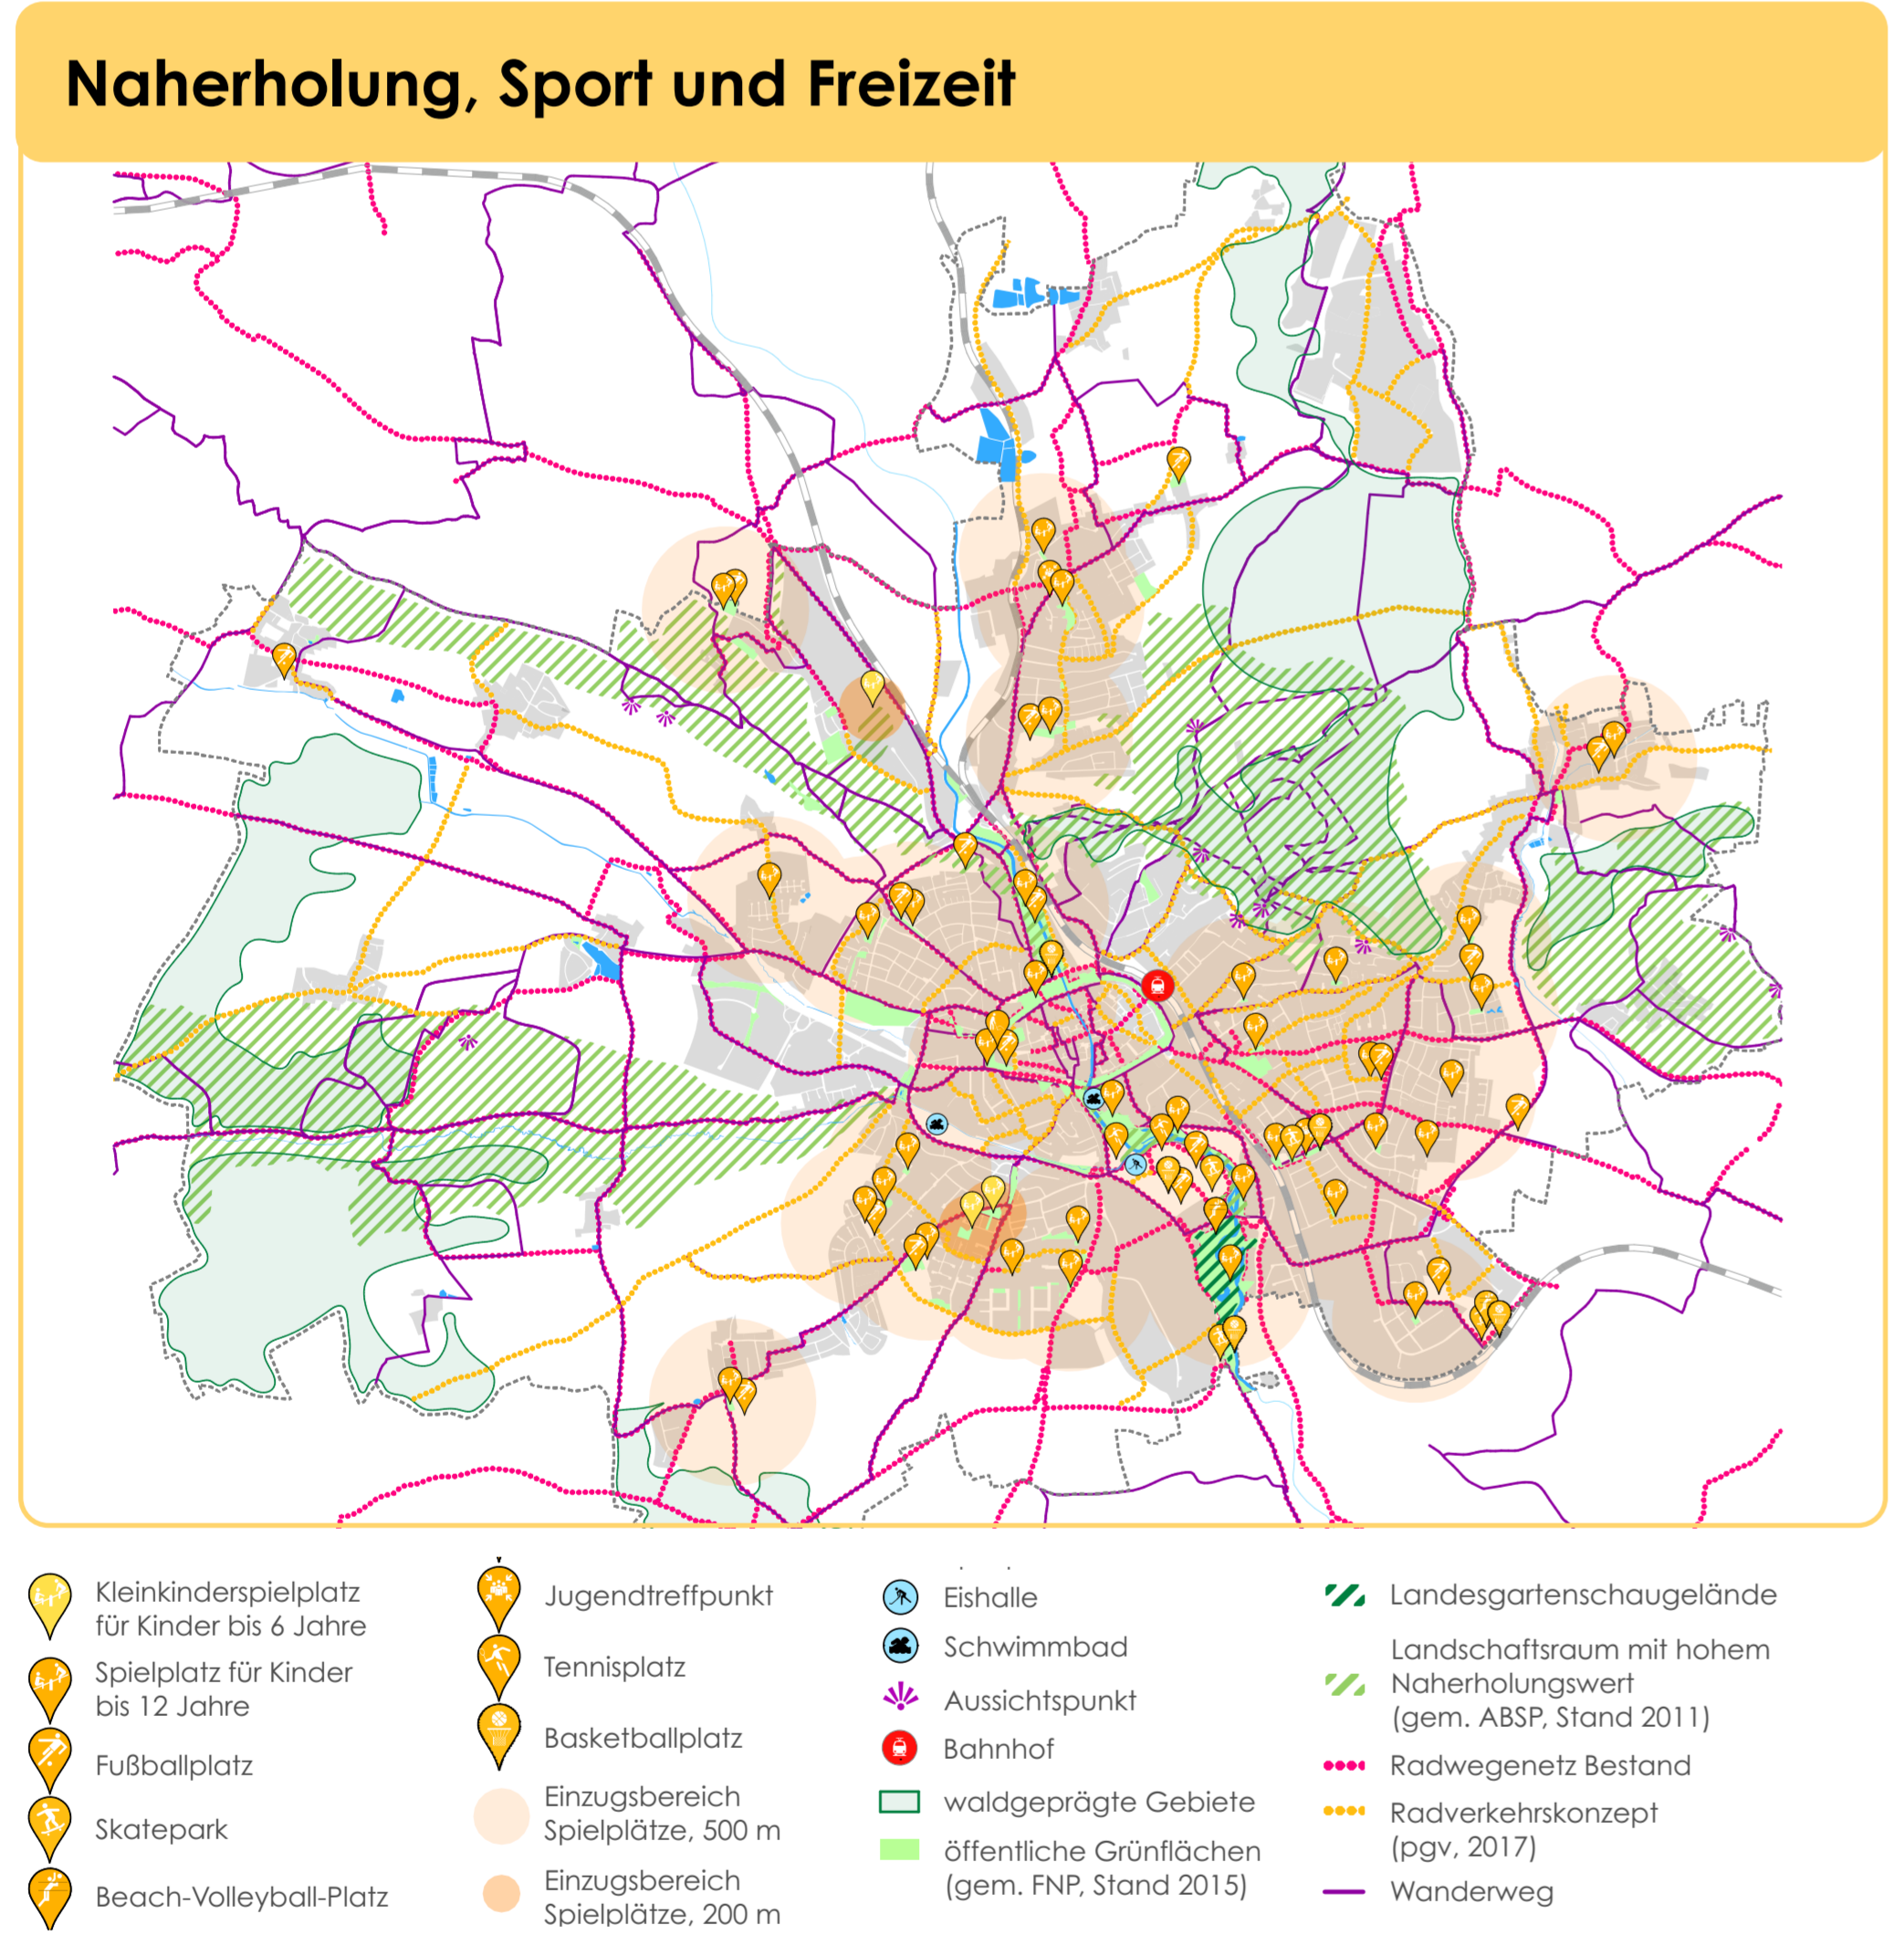 Naherholung, Sport und Freizeit
Kleinkinderspielplatz
für Kinder bis 6 Jahre
Spielplatz für Kinder
bis 12 Jahre
Fußballplatz
Skatepark
Beach-Volleyball-Platz
Jugendtreffpunkt
Tennisplatz
Basketballplatz
Einzugsbereich
Spielplätze, 500 m
Einzugsbereich
Spielplätze, 200 m
Eishalle
Schwimmbad
Aussichtspunkt
Bahnhof
waldgeprägte Gebiete
öffentliche Grünflächen
(gem. FNP, Stand 2015)
Landesgartenschaugelände
Landschaftsraum mit hohem
Naherholungswert
(gem. ABSP, Stand 2011)
Radwegenetz Bestand
Radverkehrskonzept
(pgv, 2017)
Wanderweg